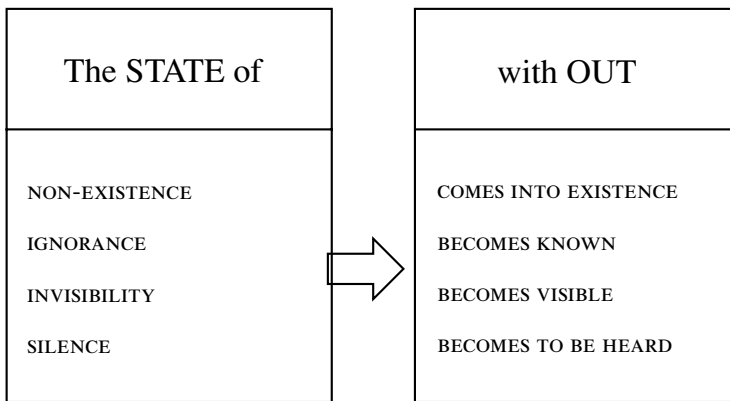 The STATE of
NON-EXISTENCE
IGNORANCE
INVISIBILITY
SILENCE
with OUT
COMES INTO EXISTENCE
BECOMES KNOWN
BECOMES VISIBLE
BECOMES TO BE HEARD